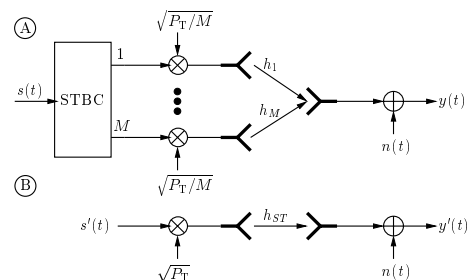 A
√P_T/M
1
h_1
s(t)
STBC
y(t)
h_M
M
n(t)
√P_T/M
B
s′(t)
h_ST
y′(t)
√P_T
n(t)